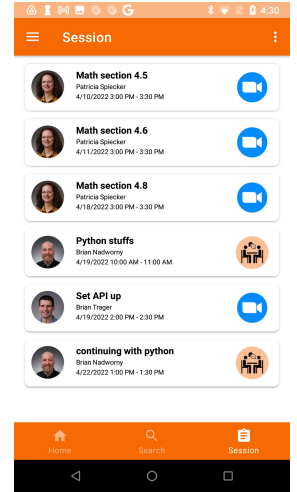 4:30
Session
Math section 4.5
Patricia Spiecker
4/10/2022 3:00 PM - 3:30 PM
Math section 4.6
Patricia Spiecker
4/11/2022 3:00 PM - 3:30 PM
Math section 4.8
Patricia Spiecker
4/18/2022 3:00 PM - 3:30 PM
Python stuffs
Brian Nadworny
4/19/2022 10:00 AM - 11:00 AM
Set API up
Brian Trager
4/19/2022 2:00 PM - 2:30 PM
continuing with python
Brian Nadworny
4/22/2022 1:00 PM - 1:30 PM
Home Search Session